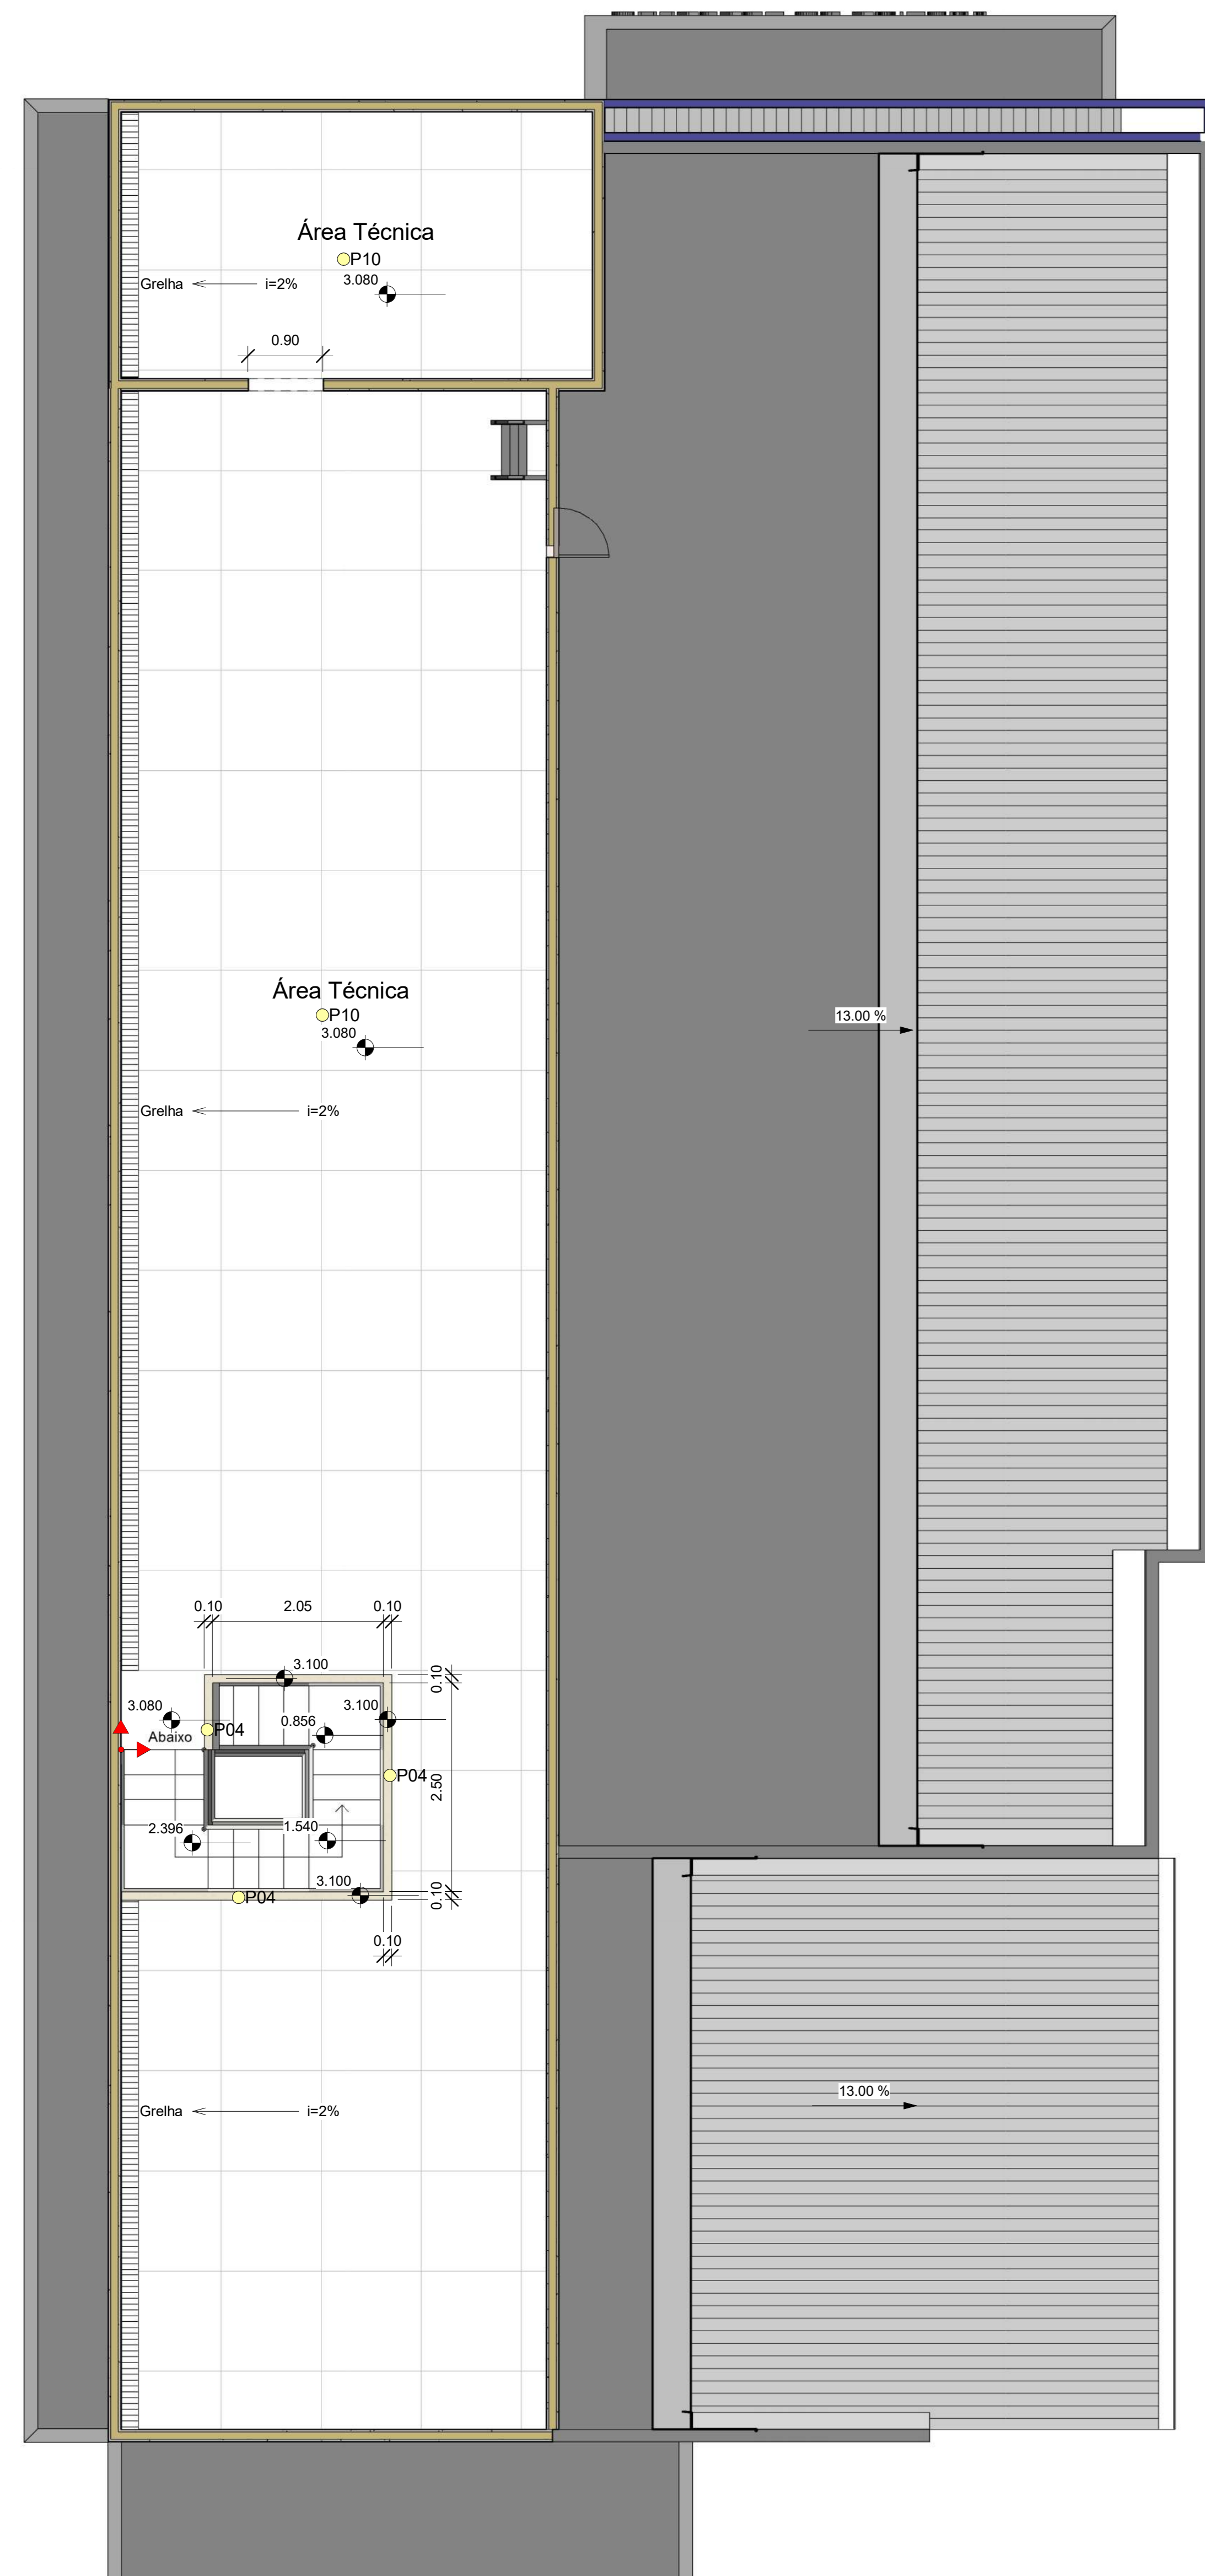 Área Técnica
P10
3.080
Grelha
i=2%
0.90
Área Técnica
P10
3.080
13.00 %
Grelha
i=2%
0.10
2.05
0.10
3.100
0.10
3.080
3.100
0.856
P04
Abaixo
P04
2.50
2.396
1.540
3.100
P04
0.10
0.10
13.00 %
Grelha
i=2%